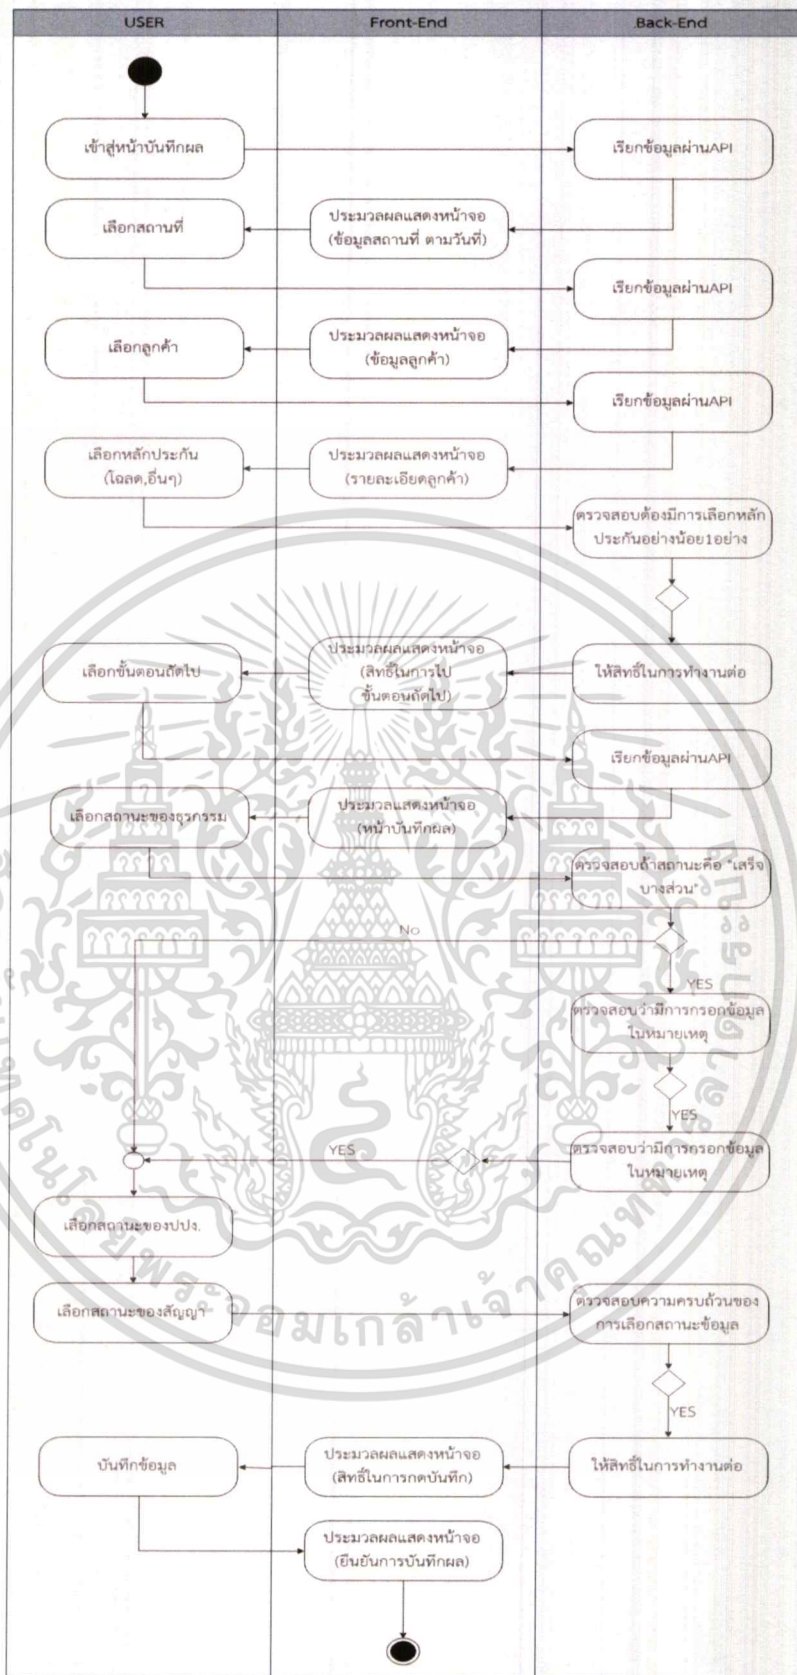 USER
Front-End
Back-End
เข้าสู่หน้าบันทึกผล
เรียกข้อมูลผ่านAPI
เลือกสถานที่
ประมวลผลแสดงหน้าจอ
(ข้อมูลสถานที่ ตามวันที่)
เรียกข้อมูลผ่านAPI
เลือกลูกค้า
ประมวลผลแสดงหน้าจอ
(ข้อมูลลูกค้า)
เรียกข้อมูลผ่านAPI
เลือกหลักประกัน
(โฉลด,อื่นๆ)
ประมวลผลแสดงหน้าจอ
(รายละเอียดลูกค้า)
ตรวจสอบต้องมีการเลือกหลัก
ประกันอย่างน้อย1อย่าง
เลือกขั้นตอนถัดไป
ประมวลผลแสดงหน้าจอ
(สิทธิ์ในการไป
ขั้นตอนถัดไป)
ให้สิทธิ์ในการทำงานต่อ
เรียกข้อมูลผ่านAPI
เลือกสถานะของธุรกรรม
ประมวลแสดงหน้าจอ
(หน้าบันทึกผล)
ตรวจสอบถ้าสถานะคือ "เสร็จ
บางส่วน"
No
YES
ตรวจสอบว่ามีการกรอกข้อมูล
ในหมายเหตุ
YES
YES
ตรวจสอบว่ามีการกรอกข้อมูล
ในหมายเหตุ
เลือกสถานะของปปง.
เลือกสถานะของสัญญา
ตรวจสอบความครบถ้วนของ
การเลือกสถานะข้อมูล
YES
บันทึกข้อมูล
ประมวลผลแสดงหน้าจอ
(สิทธิ์ในการกดบันทึก)
ให้สิทธิ์ในการทำงานต่อ
ประมวลผลแสดงหน้าจอ
(ยืนยันการบันทึกผล)